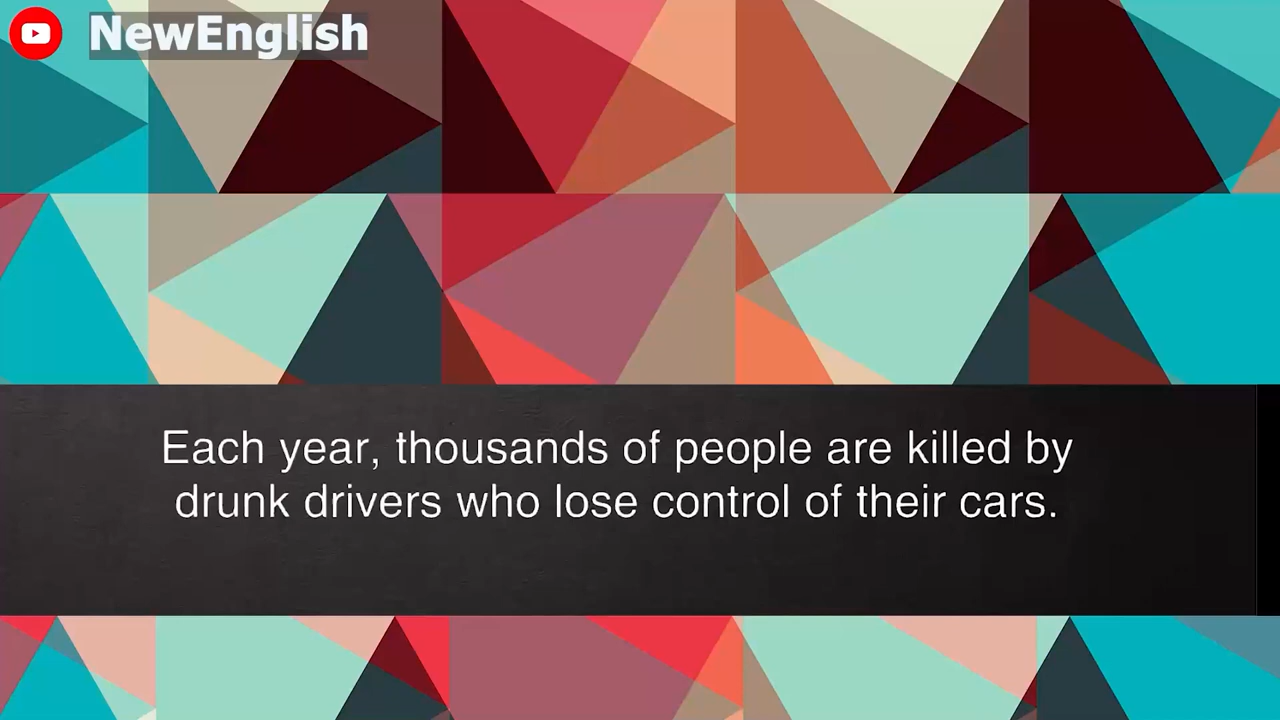 NewEnglish
Each year, thousands of people are killed by
drunk drivers who lose control of their cars.